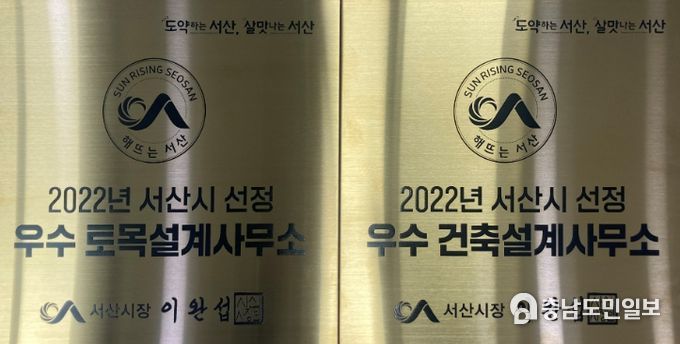 도약하는 서산, 살맛나는 서산
SUN RISING SEOSAN
해뜨는 서산
2022년 서산시 선정
우수 토목설계사무소
서산시장 이완섭
도약하는 서산, 살맛나는 서산
SUN RISING SEOSAN
해뜨는 서산
2022년 서산시 선정
우수 건축설계사무소
서산시장
충남도민일보